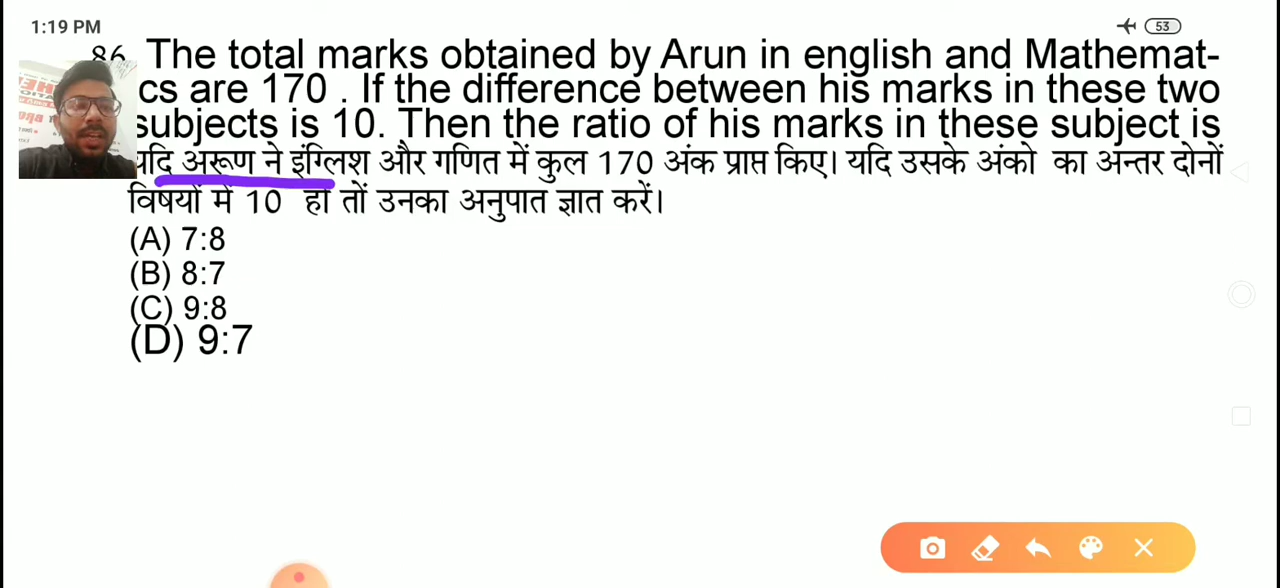 1:19 PM
53
86. The total marks obtained by Arun in english and Mathemat-
cs are 170 . If the difference between his marks in these two
subjects is 10. Then the ratio of his marks in these subject is
यदि अरूण ने इंग्लिश और गणित में कुल 170 अंक प्राप्त किए। यदि उसके अंको का अन्तर दोनों
विषयों में 10 हो तों उनका अनुपात ज्ञात करें।
(A) 7:8
(B) 8:7
(C) 9:8
(D) 9:7